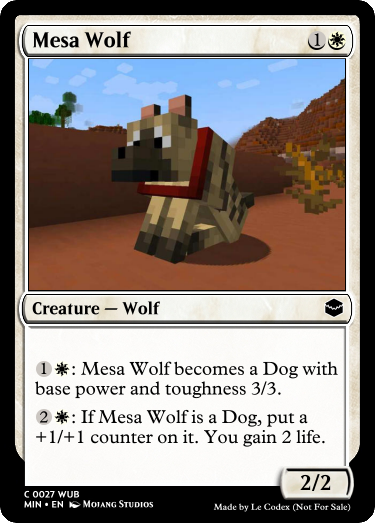 Mesa Wolf 1
Creature — Wolf
1 : Mesa Wolf becomes a Dog with
base power and toughness 3/3.
2 : If Mesa Wolf is a Dog, put a
+1/+1 counter on it. You gain 2 life.
2/2
C 0027 WUB
MIN • EN Mojang Studios
Made by Le Codex (Not For Sale)